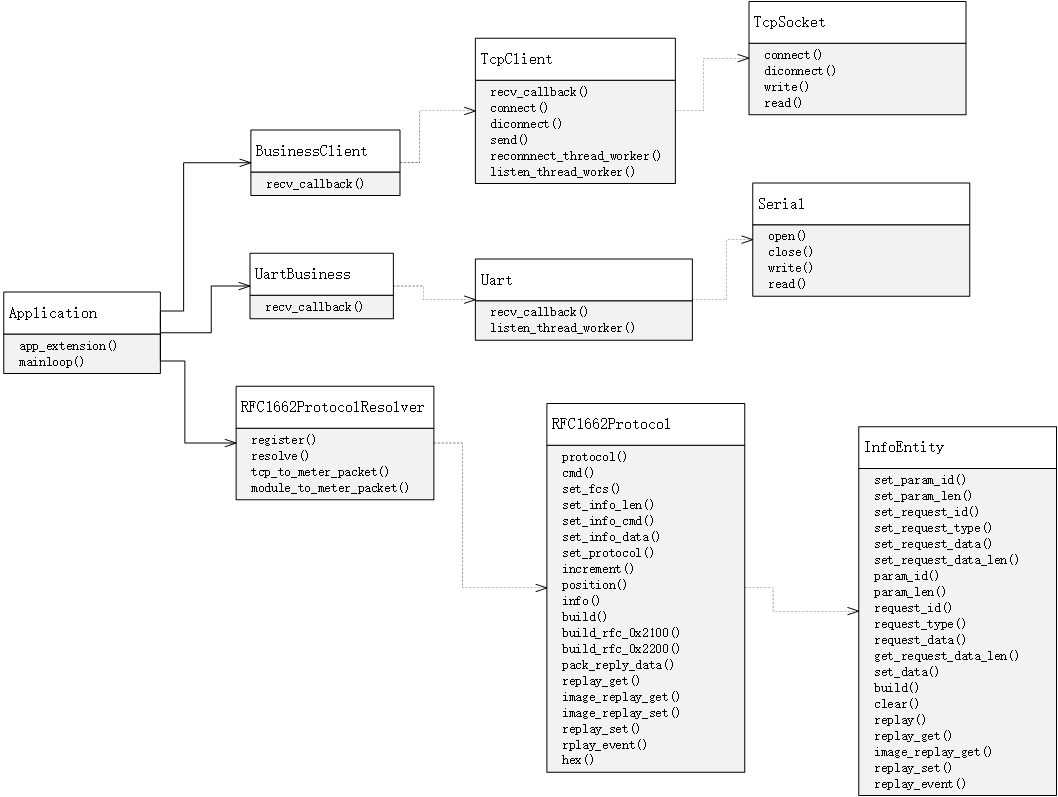 TcpSocket
connect()
diconnect()
write()
read()
TcpClient
recv_callback()
connect()
diconnect()
send()
reconnnect_thread_worker()
listen_thread_worker()
BusinessClient
recv_callback()
Serial
open()
close()
write()
read()
UartBusiness
recv_callback()
Uart
recv_callback()
listen_thread_worker()
Application
app_extension()
mainloop()
RFC1662ProtocolResolver
register()
resolve()
tcp_to_meter_packet()
module_to_meter_packet()
RFC1662Protocol
protocol()
cmd()
set_fcs()
set_info_len()
set_info_cmd()
set_info_data()
set_protocol()
increment()
position()
info()
build()
build_rfc_0x2100()
build_rfc_0x2200()
pack_reply_data()
replay_get()
image_replay_get()
image_replay_set()
replay_set()
rplay_event()
hex()
InfoEntity
set_param_id()
set_param_len()
set_request_id()
set_request_type()
set_request_data()
set_request_data_len()
param_id()
param_len()
request_id()
request_type()
request_data()
get_request_data_len()
set_data()
build()
clear()
replay()
replay_get()
image_replay_get()
replay_set()
replay_event()